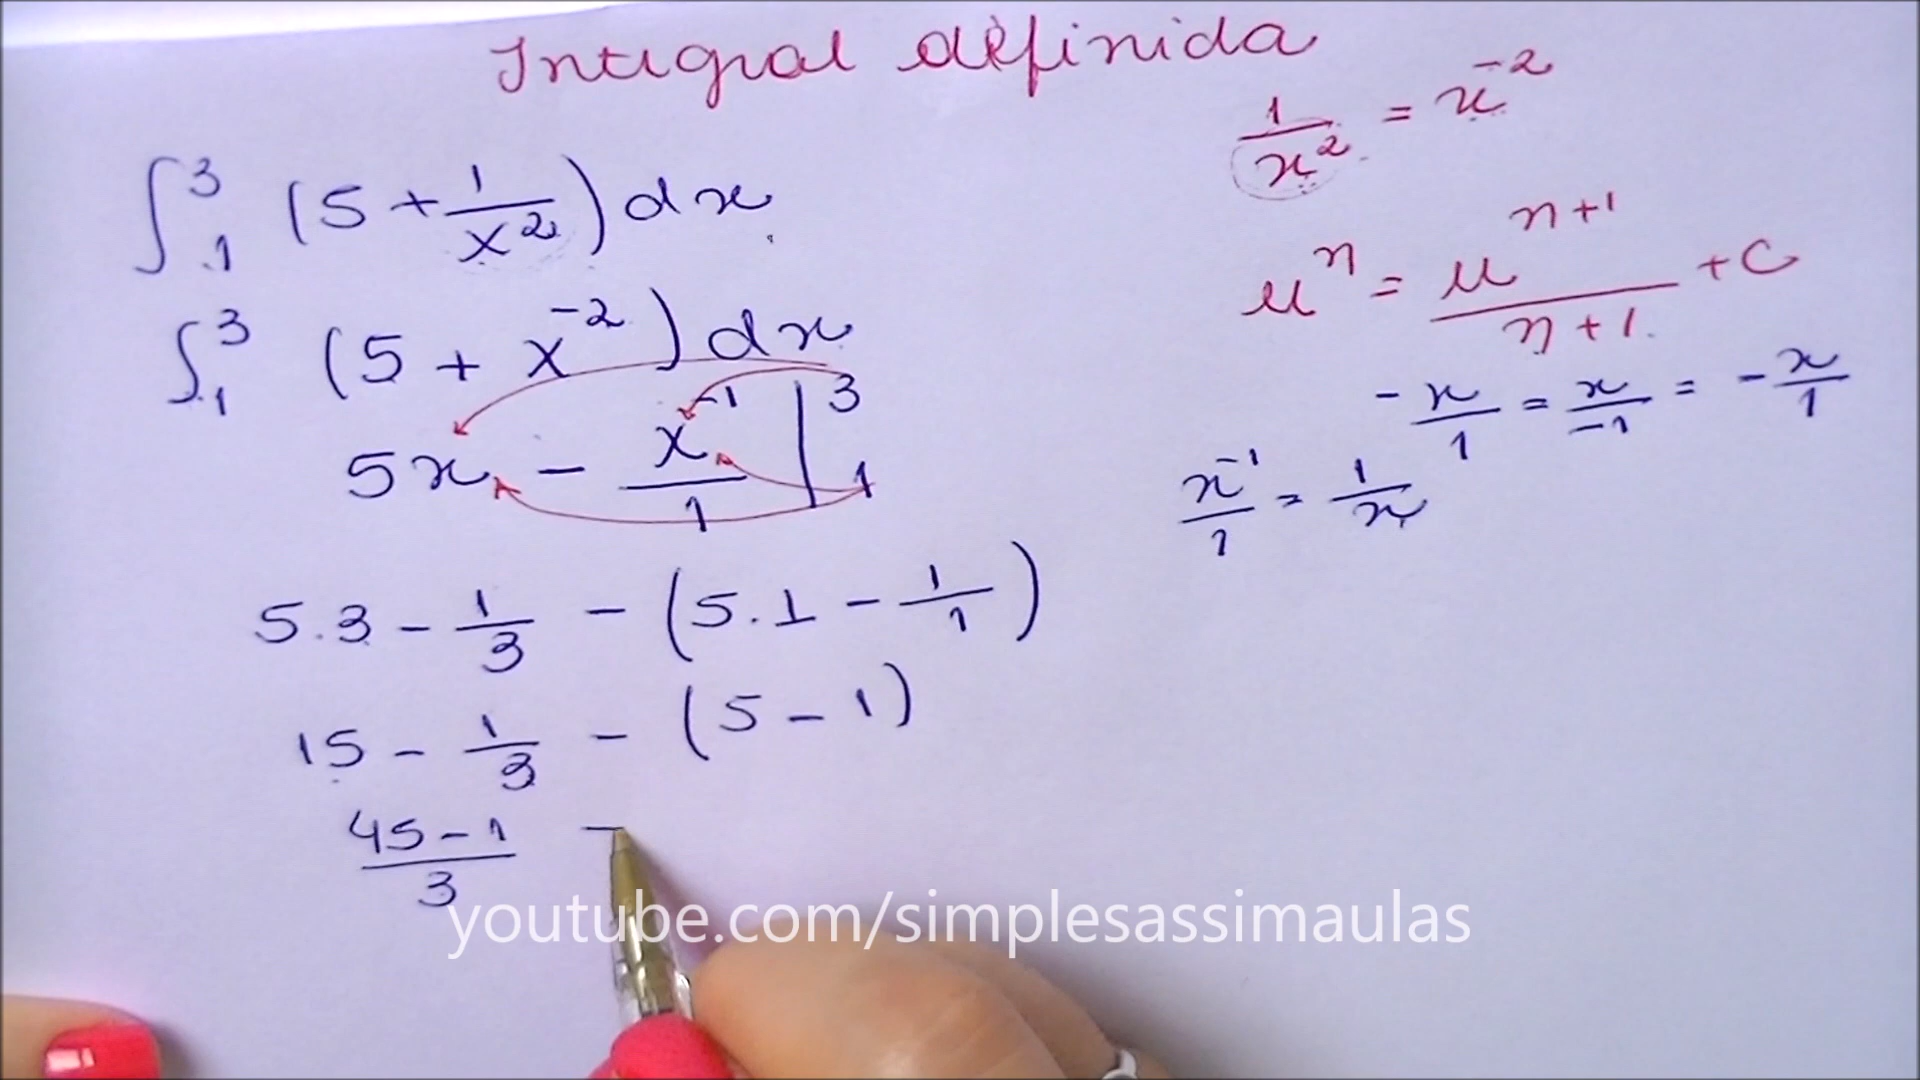 Integral definida
∫₁³ (5 + 1/x²) dx
∫₁³ (5 + x⁻²) dx
5x - x⁻¹/1 |₁³
5.3 - 1/3 - (5.1 - 1/1)
15 - 1/3 - (5 - 1)
45-1/3 -
1/x² = x⁻²
uⁿ = uⁿ⁺¹/n+1 + C
-x/1 = x/-1 = -x/1
x⁻¹/1 = 1/x
youtube.com/simplesassimaulas